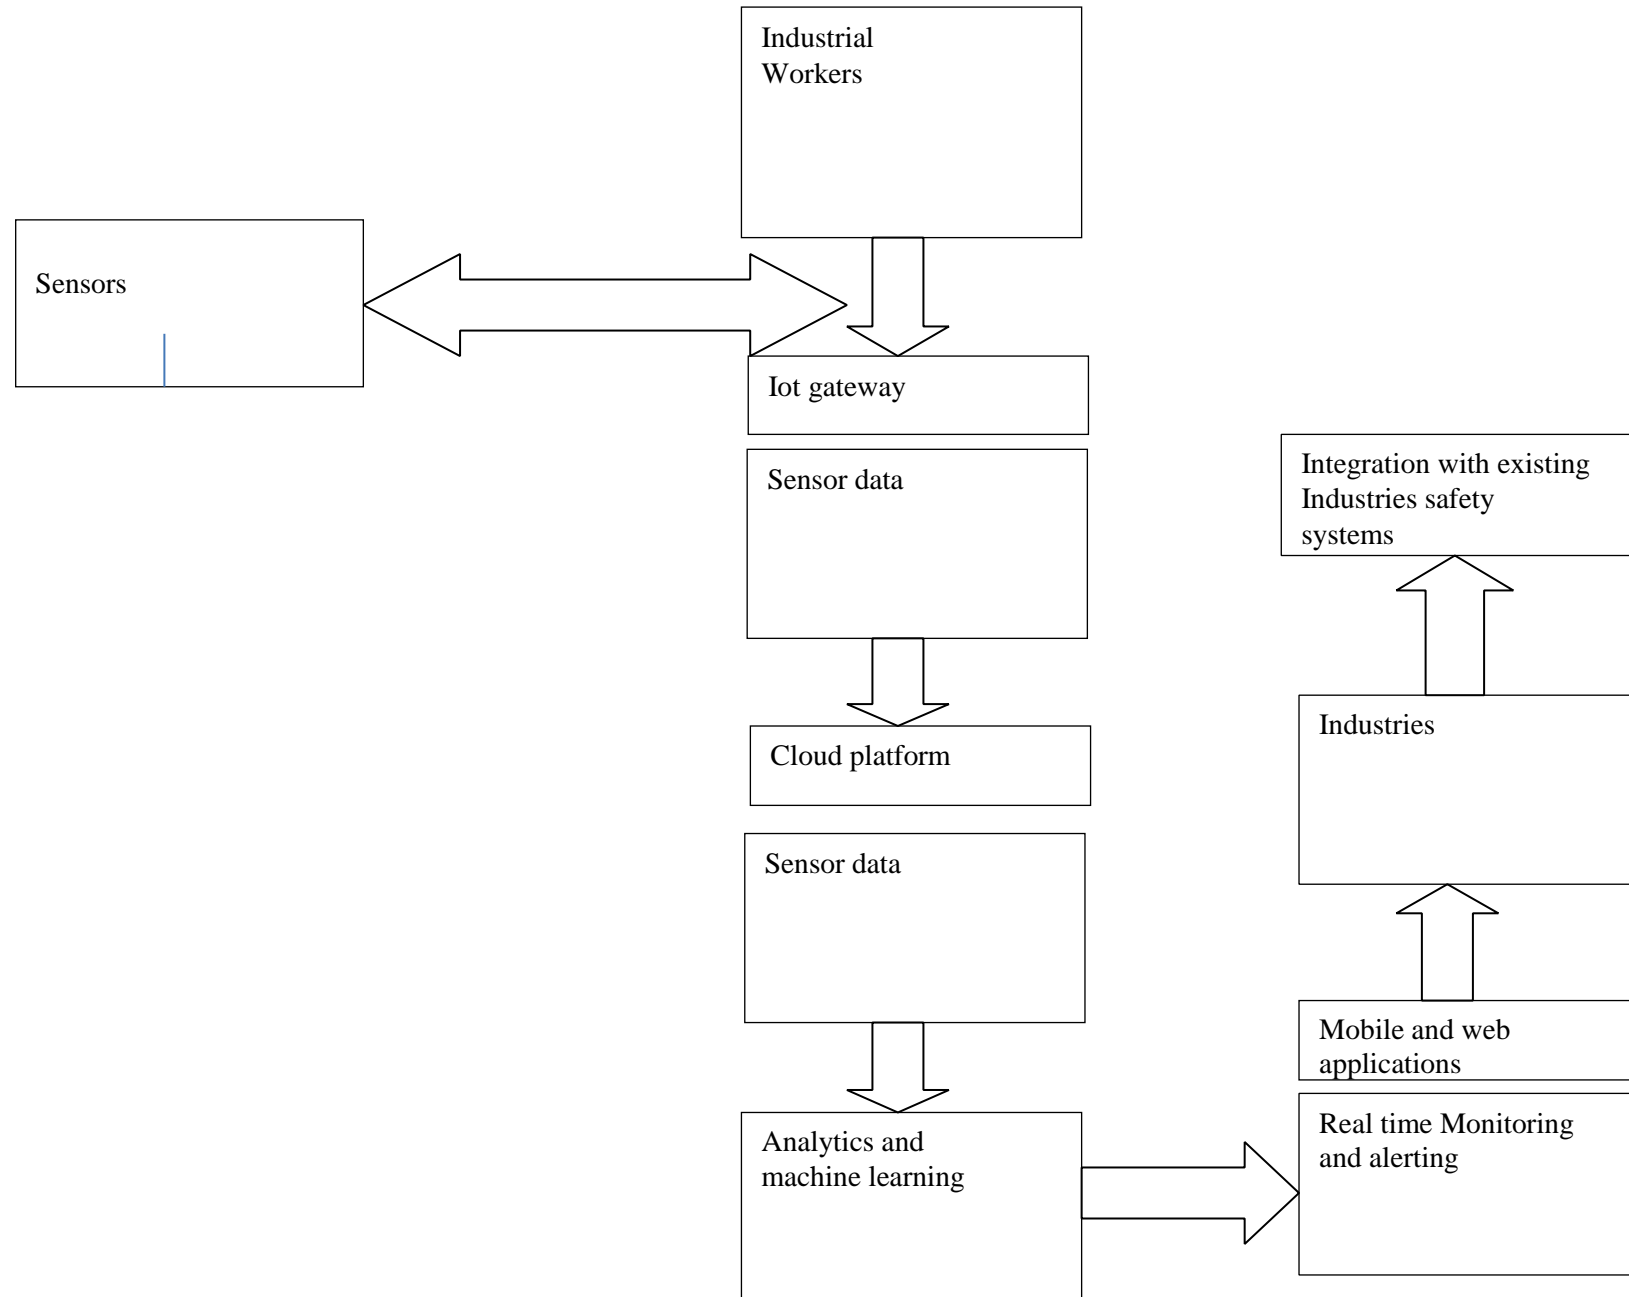 Industrial
Workers
Sensors
Iot gateway
Sensor data
Cloud platform
Sensor data
Analytics and
machine learning
Integration with existing
Industries safety
systems
Industries
Mobile and web
applications
Real time Monitoring
and alerting